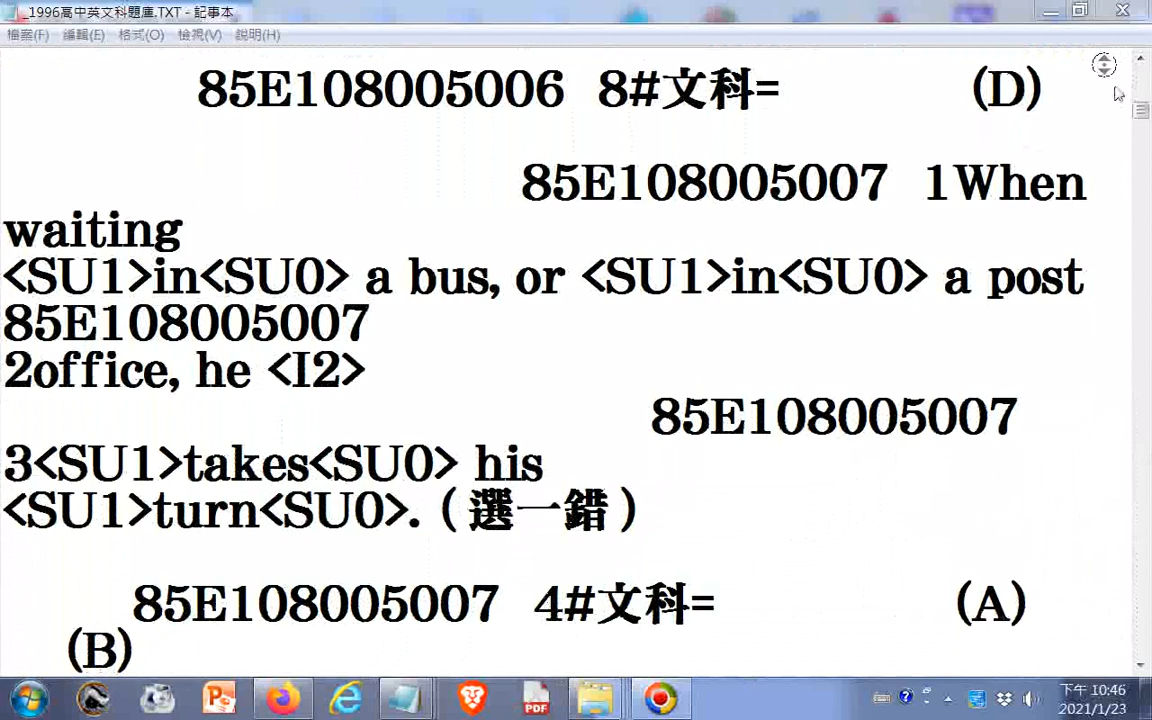 _1996高中英文科題庫.TXT - 記事本
檔案(F) 編輯(E) 格式(O) 檢視(V) 說明(H)
85E108005006 8#文科= (D)
85E108005007 1When
waiting
<SU1>in<SU0> a bus, or <SU1>in<SU0> a post
85E108005007
2office, he <I2>
85E108005007
3<SU1>takes<SU0> his
<SU1>turn<SU0>. (選一錯)
85E108005007 4#文科= (A)
(B)
PDF
下午 10:46
2021/1/23